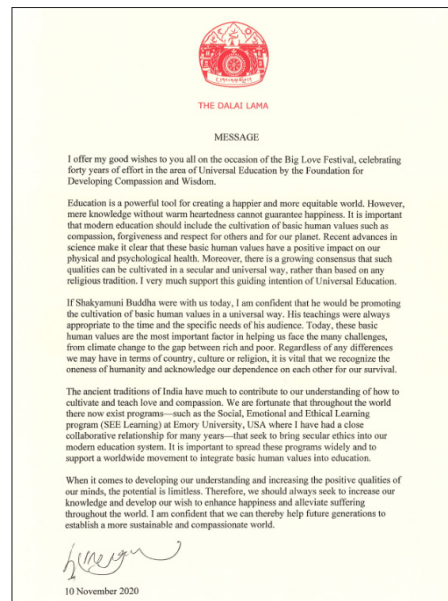 THE DALAI LAMA
MESSAGE
I offer my good wishes to you all on the occasion of the Big Love Festival, celebrating
forty years of effort in the area of Universal Education by the Foundation for
Developing Compassion and Wisdom.
Education is a powerful tool for creating a happier and more equitable world. However,
mere knowledge without warm heartedness cannot guarantee happiness. It is important
that modern education should include the cultivation of basic human values such as
compassion, forgiveness and respect for others and for our planet. Recent advances in
science make it clear that these basic human values have a positive impact on our
physical and psychological health. Moreover, there is a growing consensus that such
qualities can be cultivated in a secular and universal way, rather than based on any
religious tradition. I very much support this guiding intention of Universal Education.
If Shakyamuni Buddha were with us today, I am confident that he would be promoting
the cultivation of basic human values in a universal way. His teachings were always
appropriate to the time and the specific needs of his audience. Today, these basic
human values are the most important factor in helping us face the many challenges,
from climate change to the gap between rich and poor. Regardless of any differences
we may have in terms of country, culture or religion, it is vital that we recognize the
oneness of humanity and acknowledge our dependence on each other for our survival.
The ancient traditions of India have much to contribute to our understanding of how to
cultivate and teach love and compassion. We are fortunate that throughout the world
there now exist programs—such as the Social, Emotional and Ethical Learning
program (SEE Learning) at Emory University, USA where I have had a close
collaborative relationship for many years—that seek to bring secular ethics into our
modern education system. It is important to spread these programs widely and to
support a worldwide movement to integrate basic human values into education.
When it comes to developing our understanding and increasing the positive qualities of
our minds, the potential is limitless. Therefore, we should always seek to increase our
knowledge and develop our wish to enhance happiness and alleviate suffering
throughout the world. I am confident that we can thereby help future generations to
establish a more sustainable and compassionate world.
10 November 2020